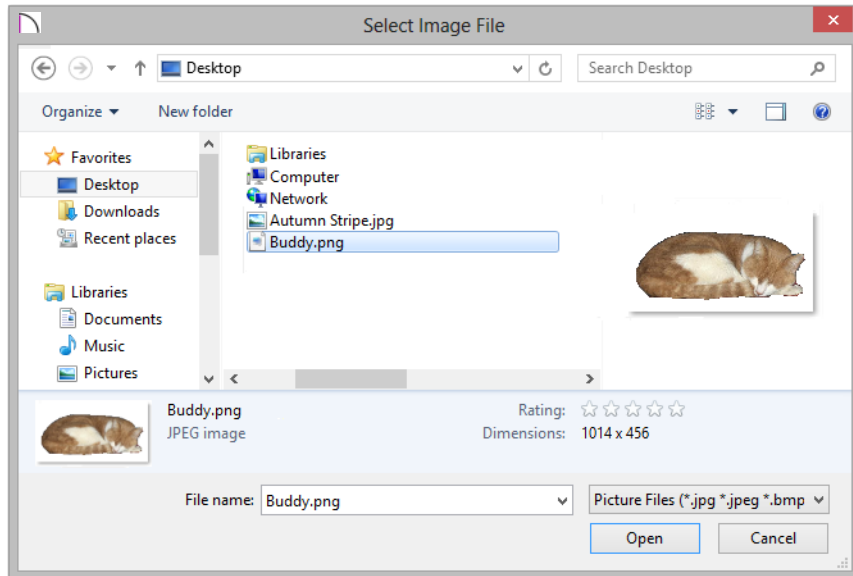 Select Image File
Desktop
Search Desktop
Organize
New folder
Favorites
Desktop
Downloads
Recent places
Libraries
Documents
Music
Pictures
Libraries
Computer
Network
Autumn Stripe.jpg
Buddy.png
Buddy.png
JPEG image
Rating:
Dimensions: 1014 x 456
File name: Buddy.png
Picture Files (*.jpg *.jpeg *.bmp
Open
Cancel